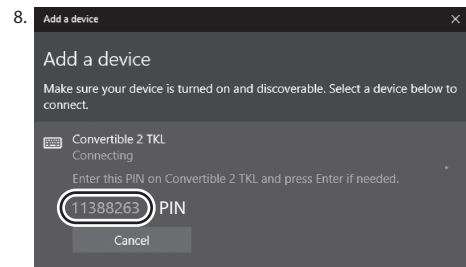 8.
Add a device
Add a device
Make sure your device is turned on and discoverable. Select a device below to
connect.
Convertible 2 TKL
Connecting
Enter this PIN on Convertible 2 TKL and press Enter if needed.
11388263 PIN
Cancel